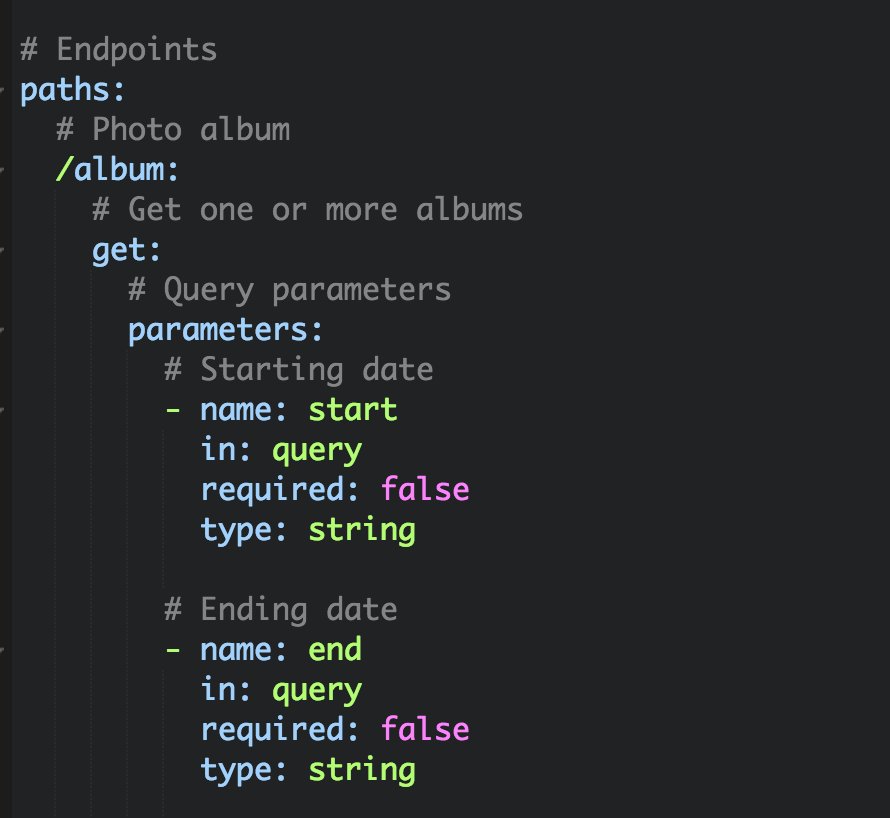 # Endpoints
paths:
  # Photo album
  /album:
    # Get one or more albums
    get:
      # Query parameters
      parameters:
        # Starting date
        - name: start
          in: query
          required: false
          type: string

        # Ending date
        - name: end
          in: query
          required: false
          type: string